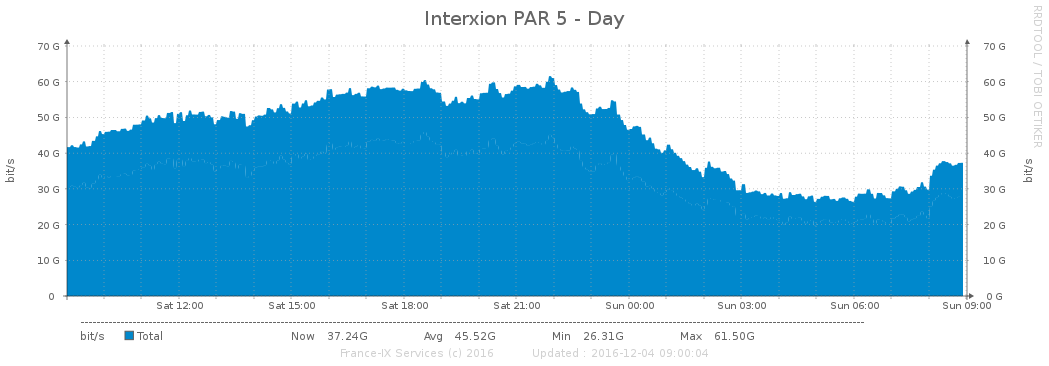 Interxion PAR 5 - Day
RRDTOOL / TOBI OETIKER
70 G 70 G
60 G 60 G
50 G 50 G
40 G 40 G
30 G 30 G
20 G 20 G
10 G 10 G
0 0 G
bit/s bit/s
Sat 12:00 Sat 15:00 Sat 18:00 Sat 21:00 Sun 00:00 Sun 03:00 Sun 06:00 Sun 09:00
bit/s Total Now 37.24G Avg 45.52G Min 26.31G Max 61.50G
France-IX Services (c) 2016 Updated : 2016-12-04 09:00:04